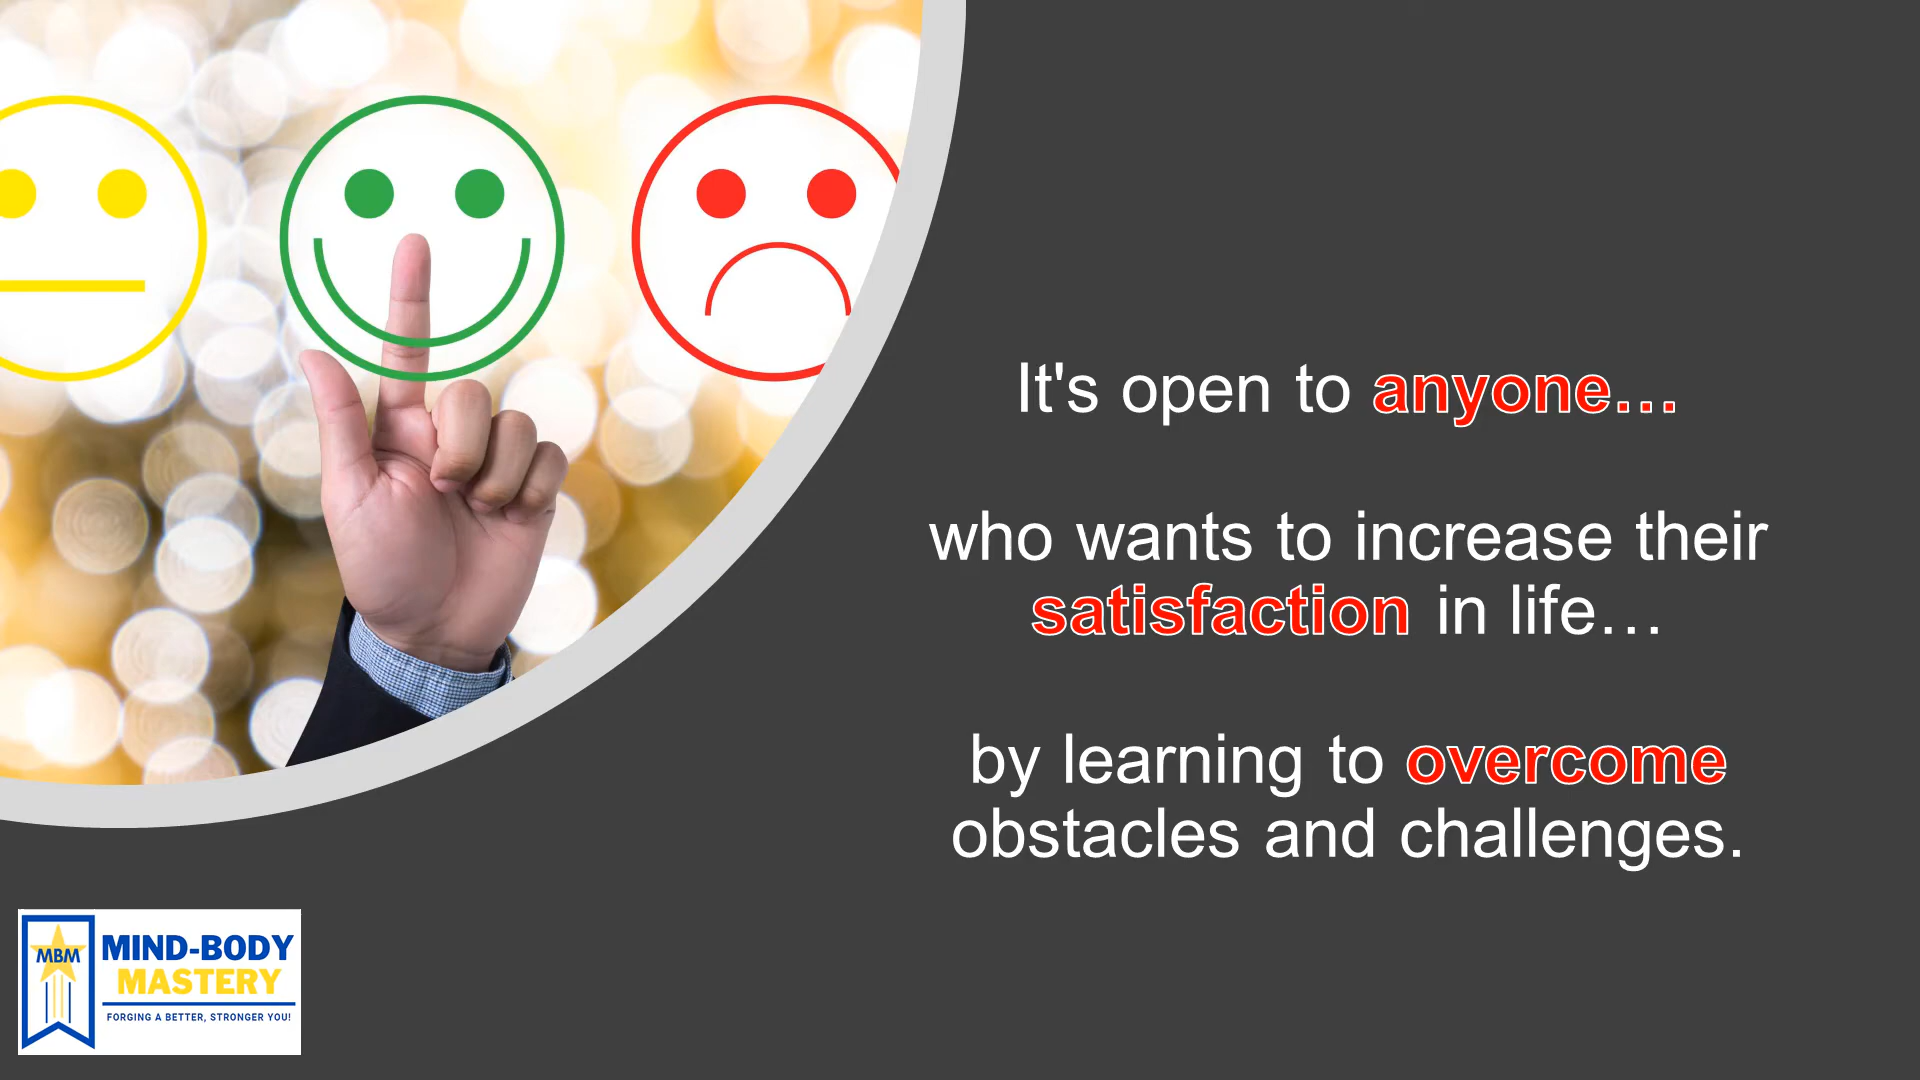 It's open to anyone…
who wants to increase their
satisfaction in life…
by learning to overcome
obstacles and challenges.
MBM
MIND-BODY
MASTERY
FORGING A BETTER, STRONGER YOU!